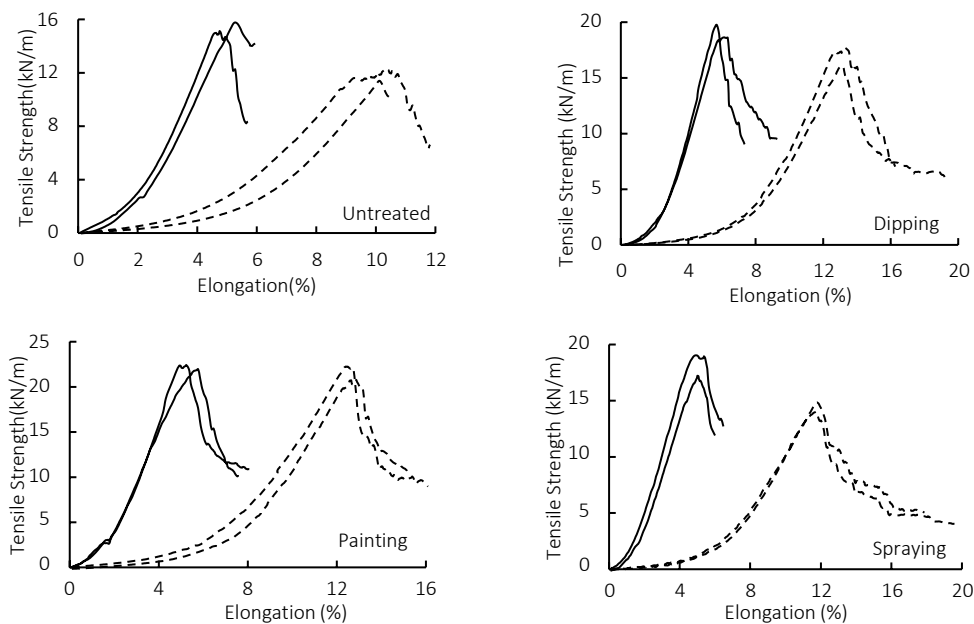 16
12
8
4
0
Tensile Strength(kN/m)
Untreated
0 2 4 6 8 10 12
Elongation(%)
20
15
10
5
0
Tensile Strength (kN/m)
Dipping
0 4 8 12 16 20
Elongation (%)
25
20
15
10
5
0
Tensile Strength(kN/m)
Painting
0 4 8 12 16
Elongation (%)
20
15
10
5
0
Tensile Strength (kN/m)
Spraying
0 4 8 12 16 20
Elongation (%)